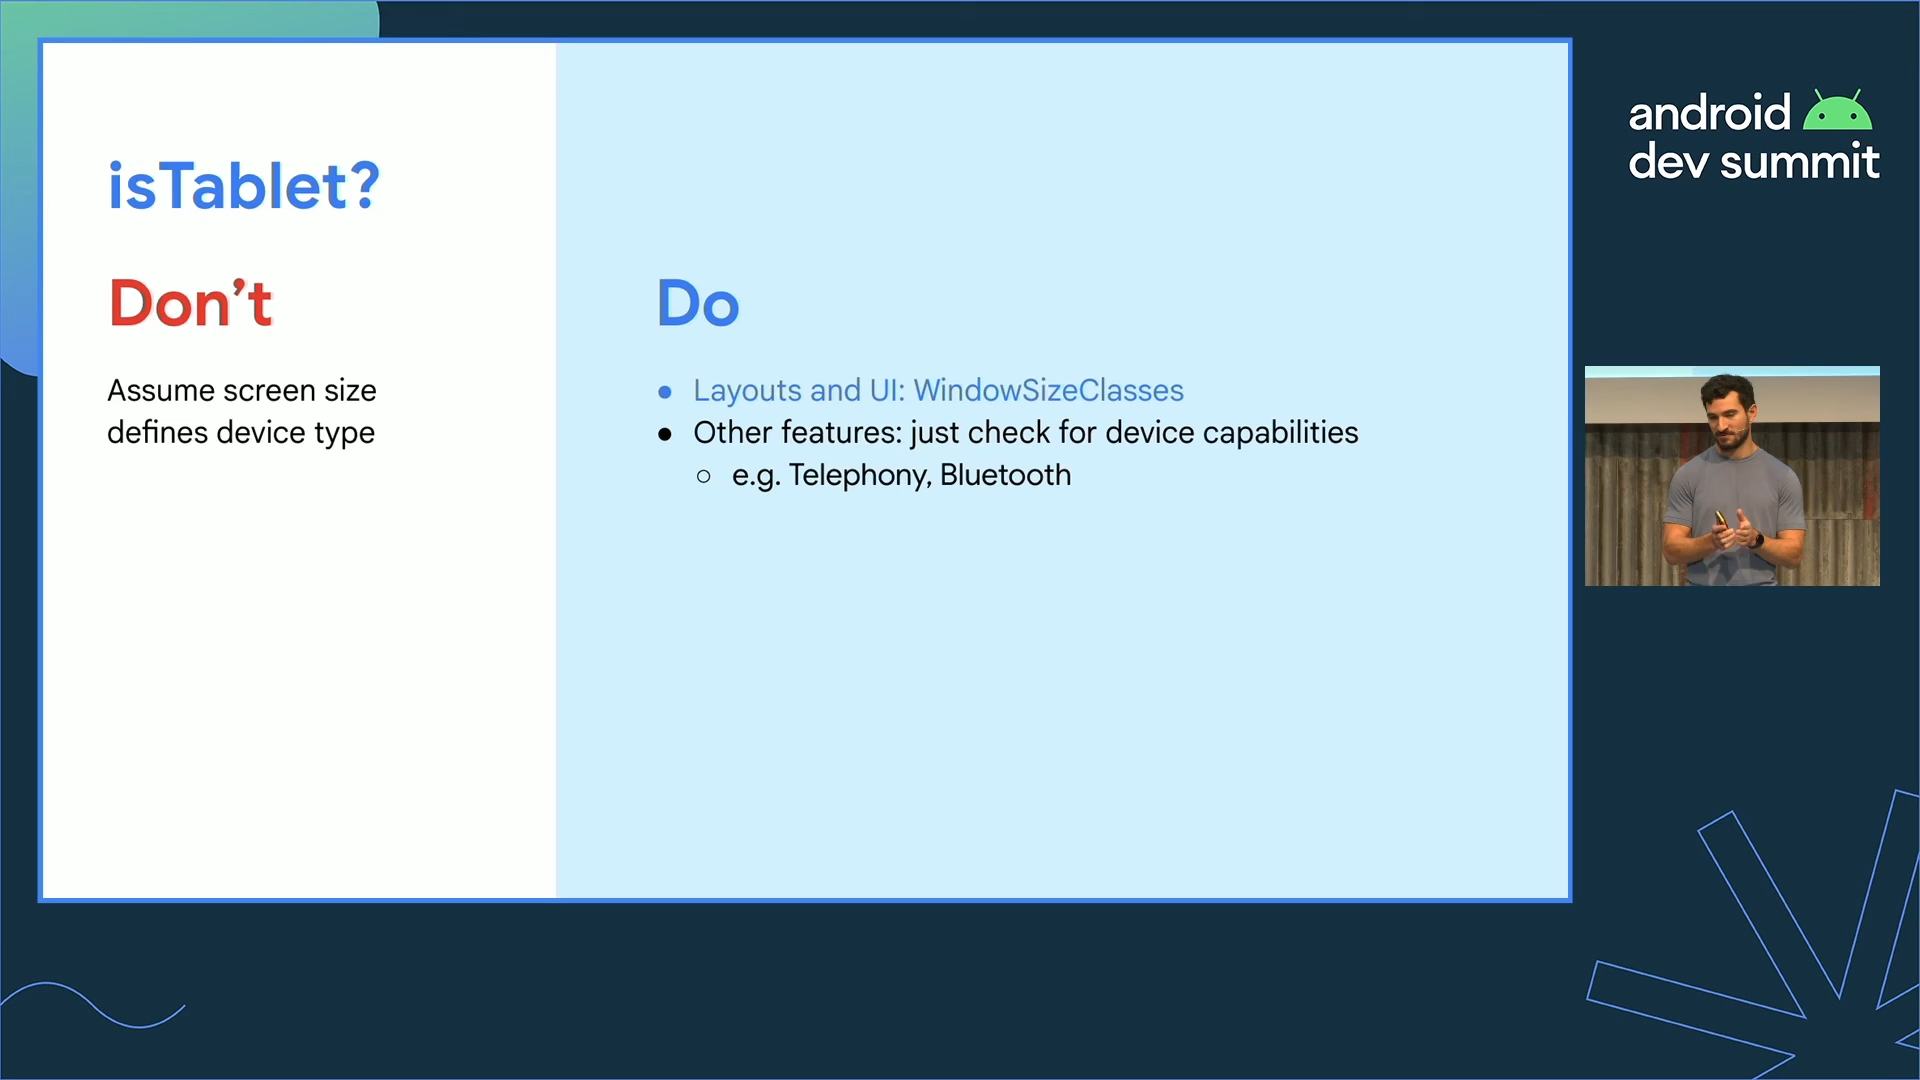 isTablet?
Don’t
Assume screen size
defines device type
Do
● Layouts and UI: WindowSizeClasses
● Other features: just check for device capabilities
○ e.g. Telephony, Bluetooth
android
dev summit